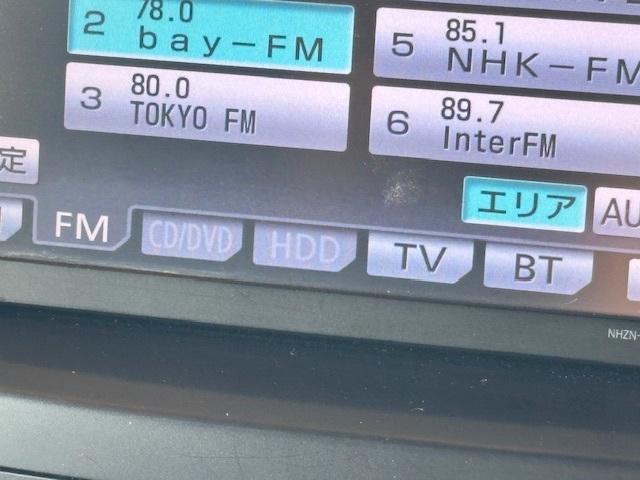 2 78.0
bay-FM
5 85.1
NHK-FM
3 80.0
TOKYO FM
6 89.7
InterFM
定
エリア
AU
FM
CD/DVD
HDD
TV
BT
NHZN-